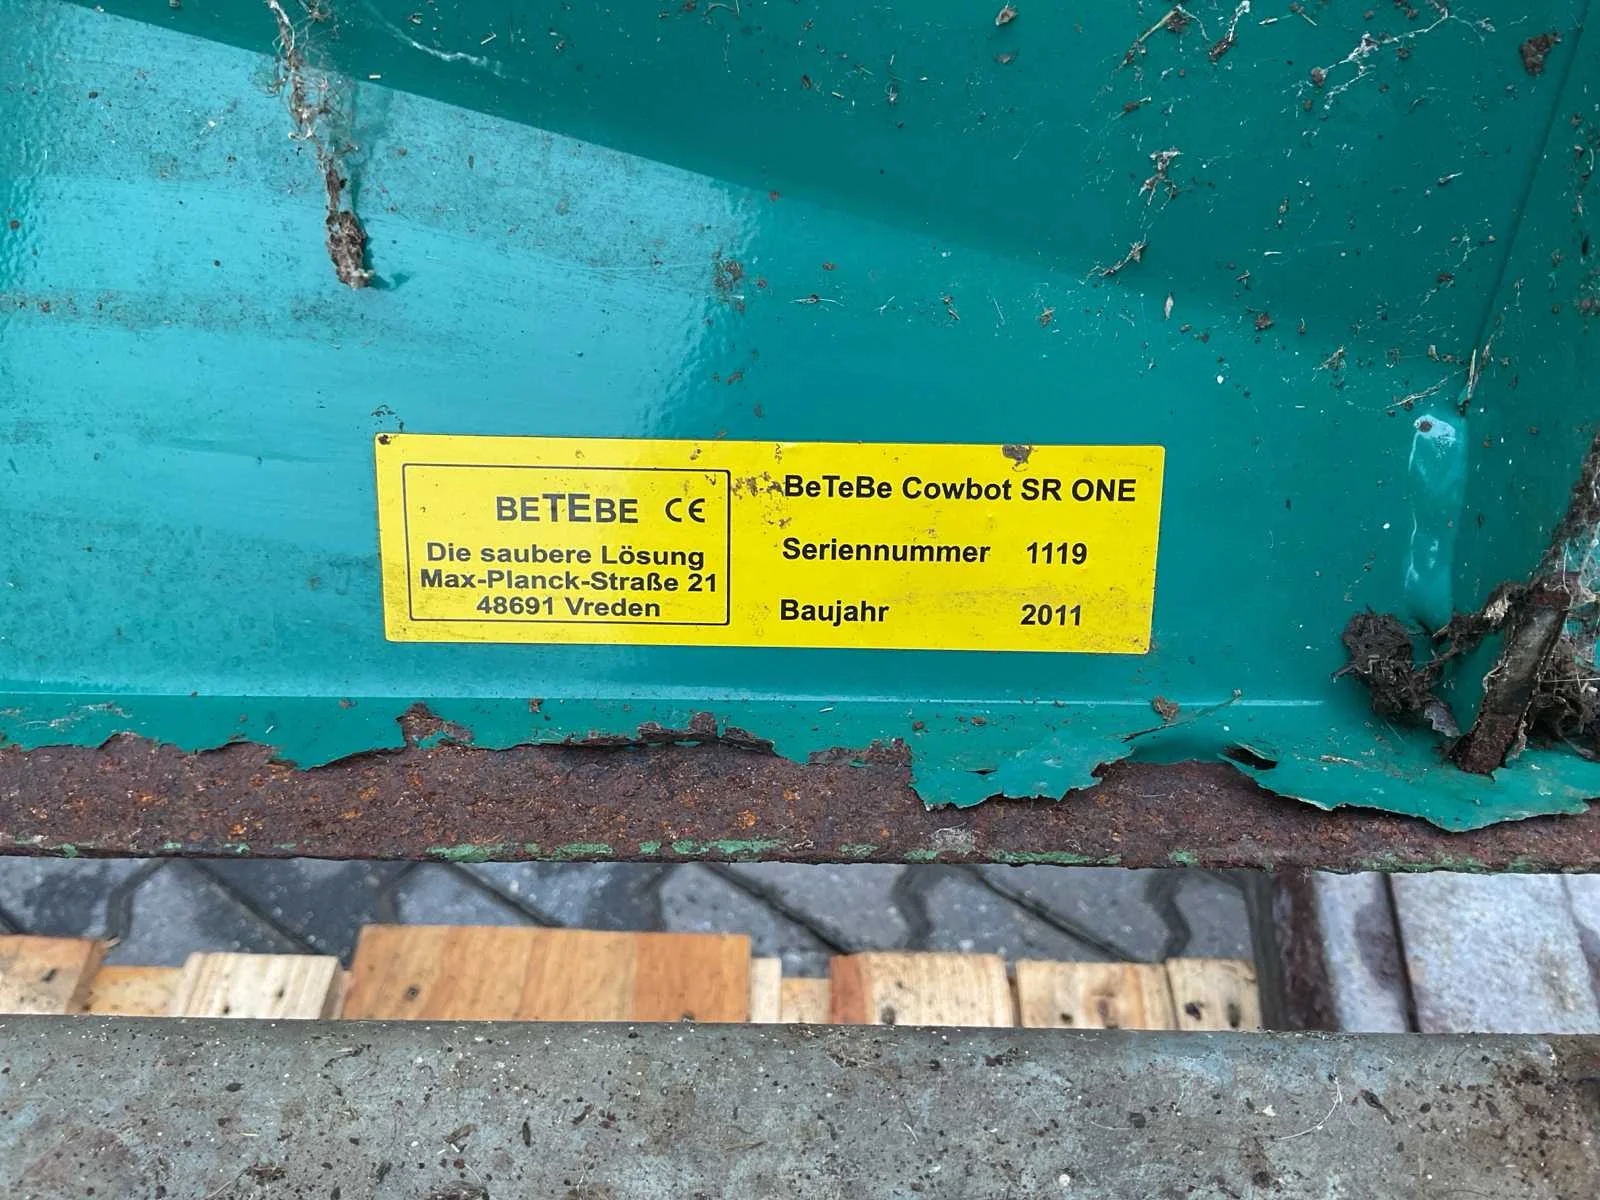 BETEBE CE
Die saubere Lösung
Max-Planck-Straße 21
48691 Vreden
BeTeBe Cowbot SR ONE
Seriennummer 1119
Baujahr 2011